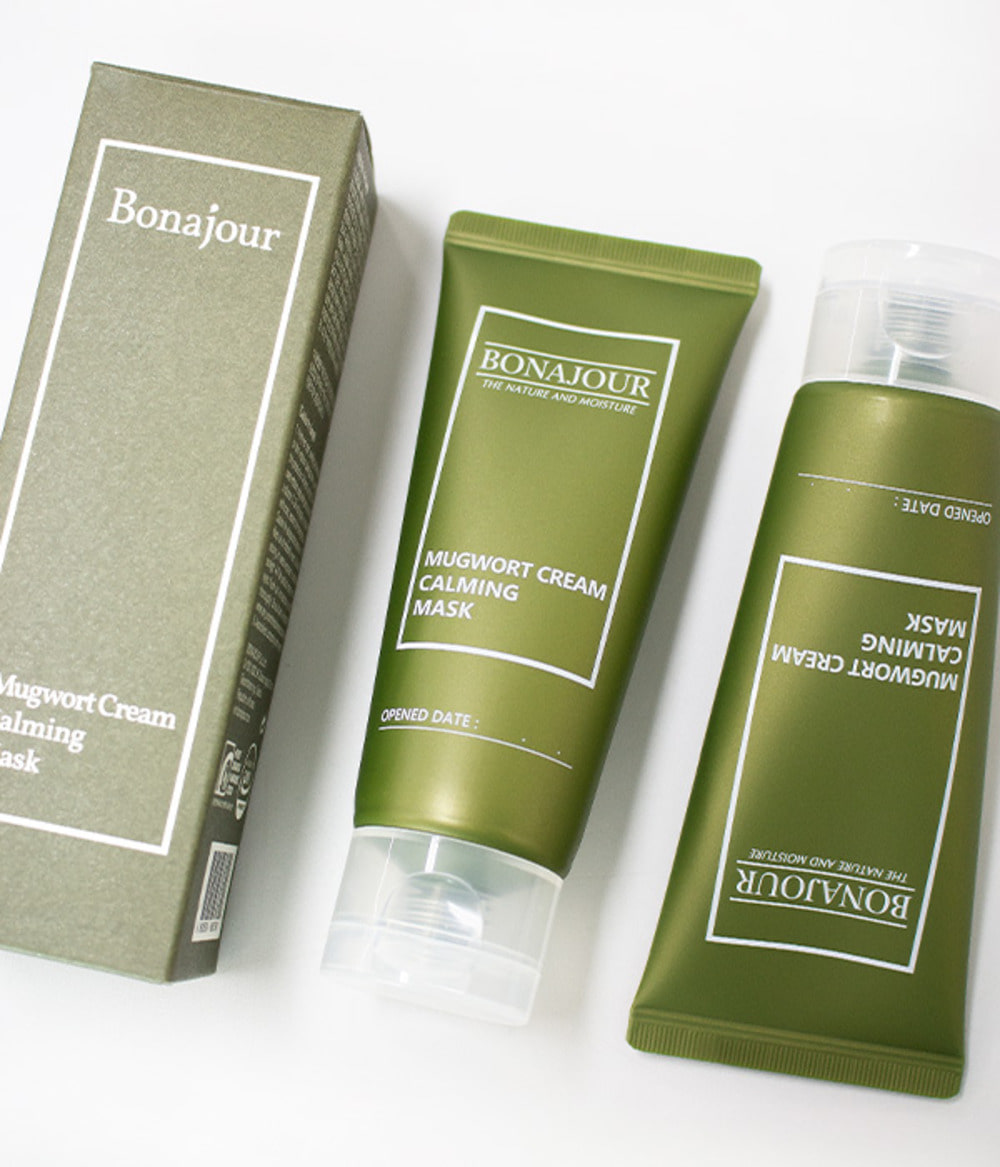 Bonajour
Mugwort Cream
alming
ask
BONAJOUR
THE NATURE AND MOISTURE
MUGWORT CREAM
CALMING
MASK
OPENED DATE : . .
BONAJOUR
THE NATURE AND MOISTURE
MUGWORT CREAM
CALMING
MASK
OPENED DATE : . .